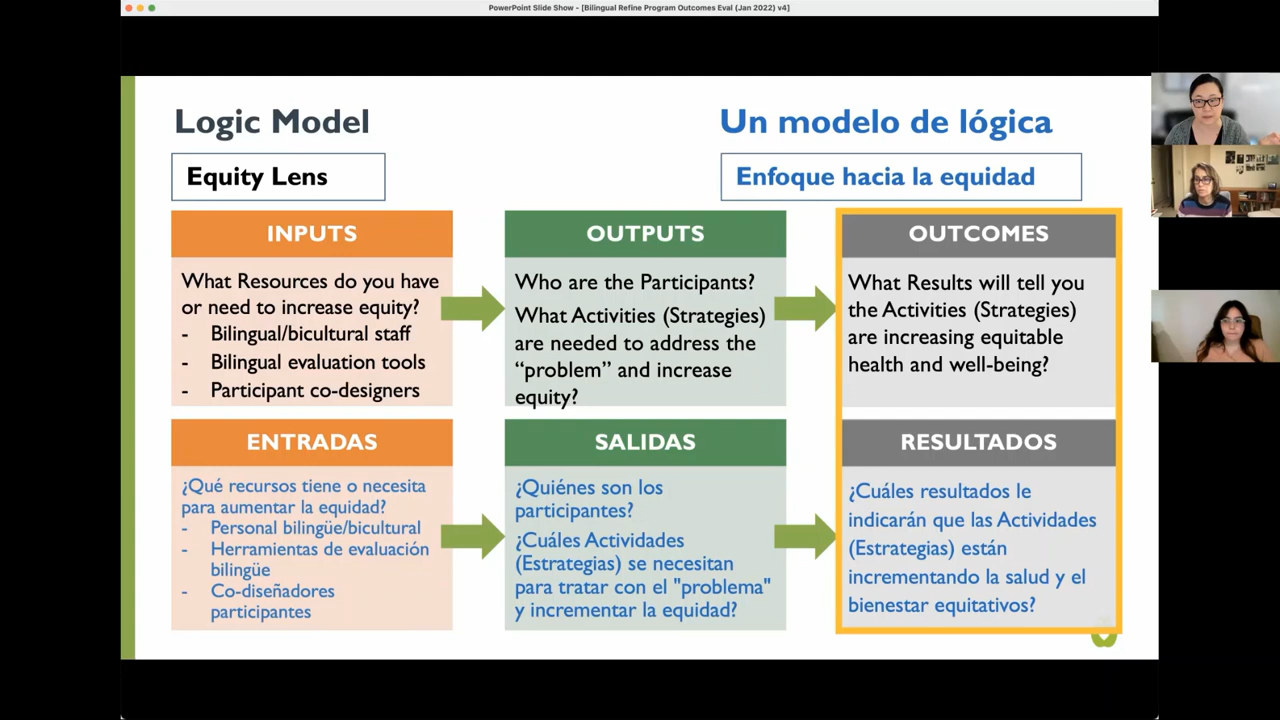 PowerPoint Slide Show - [Bilingual Refine Program Outcomes Eval (Jan 2022) v4]
Logic Model
Un modelo de lógica
Equity Lens
Enfoque hacia la equidad
INPUTS
What Resources do you have
or need to increase equity?
- Bilingual/bicultural staff
- Bilingual evaluation tools
- Participant co-designers
OUTPUTS
Who are the Participants?
What Activities (Strategies)
are needed to address the
“problem” and increase
equity?
OUTCOMES
What Results will tell you
the Activities (Strategies)
are increasing equitable
health and well-being?
ENTRADAS
¿Qué recursos tiene o necesita
para aumentar la equidad?
- Personal bilingüe/bicultural
- Herramientas de evaluación
bilingüe
- Co-diseñadores
participantes
SALIDAS
¿Quiénes son los
participantes?
¿Cuáles Actividades
(Estrategias) se necesitan
para tratar con el "problema"
y incrementar la equidad?
RESULTADOS
¿Cuáles resultados le
indicarán que las Actividades
(Estrategias) están
incrementando la salud y el
bienestar equitativos?